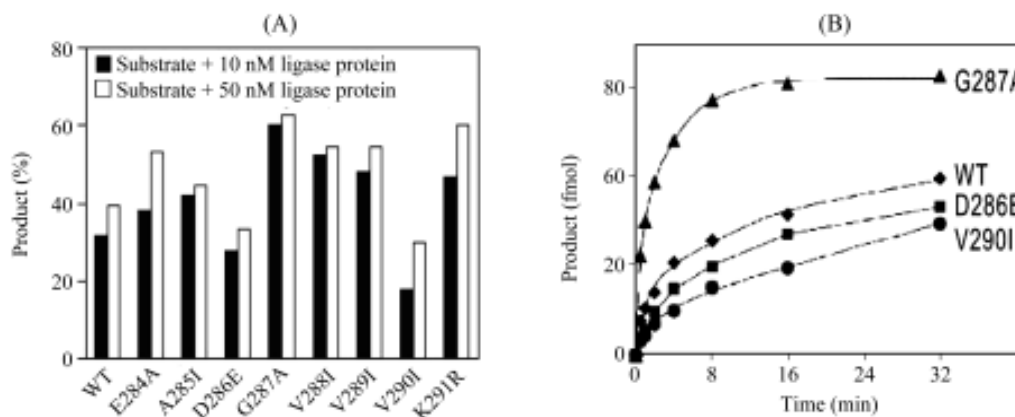 (A)
80
60
40
20
0
Product (%)
Substrate + 10 nM ligase protein
Substrate + 50 nM ligase protein
WT
E284A
A285I
D286E
G287A
V288I
V289I
V290I
K291R
(B)
80
60
20
0
Product (fmol)
0
8
16
32
Time (min)
G287A
WT
D286E
V290I